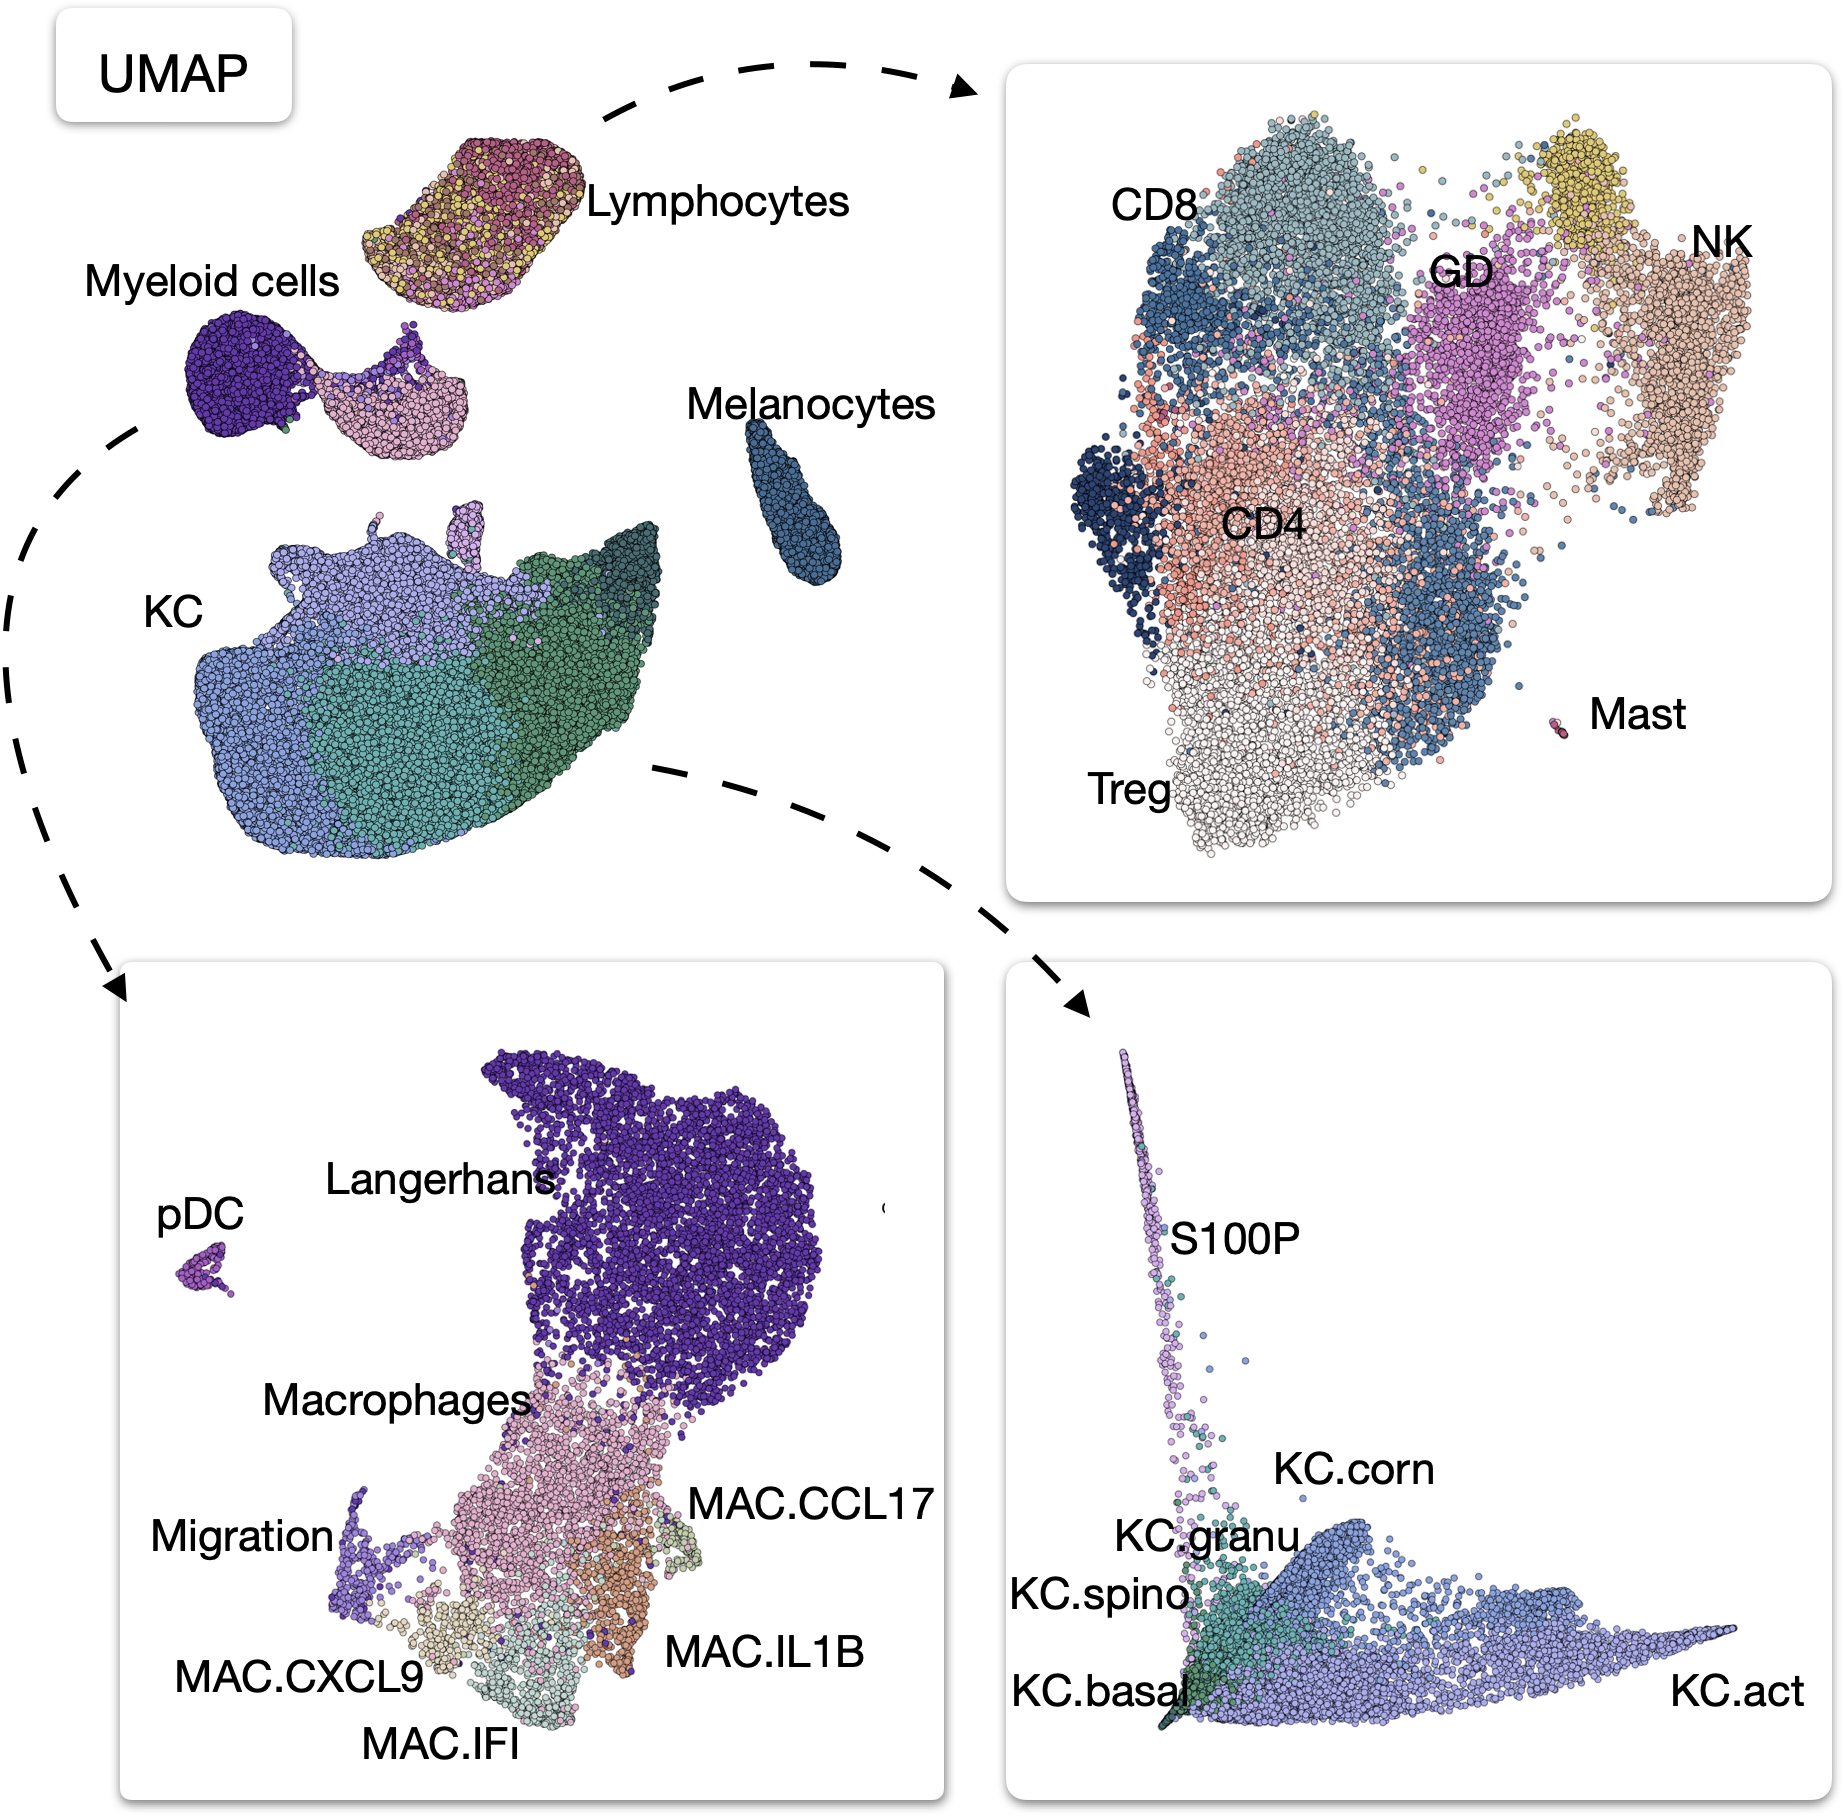 UMAP
Lymphocytes
Myeloid cells
Melanocytes
KC
CD8
NK
GD
CD4
Mast
Treg
Langerhans
pDC
Macrophages
MAC.CCL17
Migration
MAC.IL1B
MAC.CXCL9
MAC.IFI
S100P
KC.corn
KC.granu
KC.spino
KC.basal
KC.act